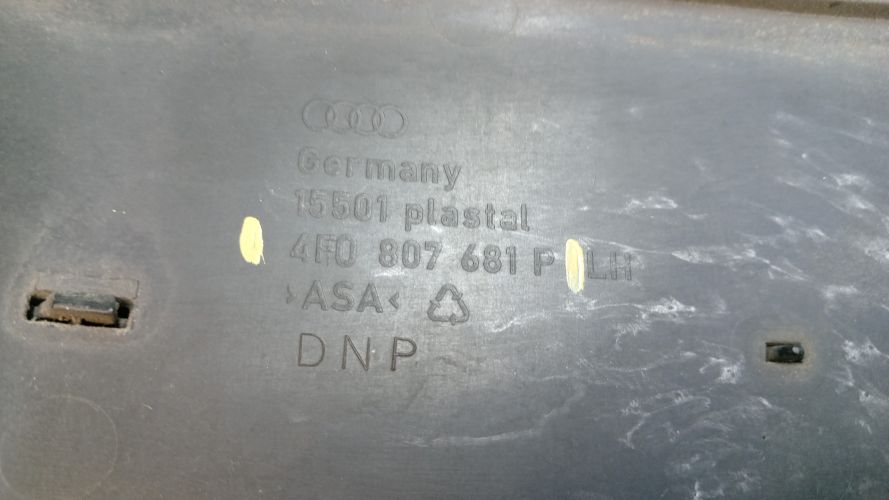 Germany
15501 plastal
4F0 807 681 P LH
>ASA<
DNP